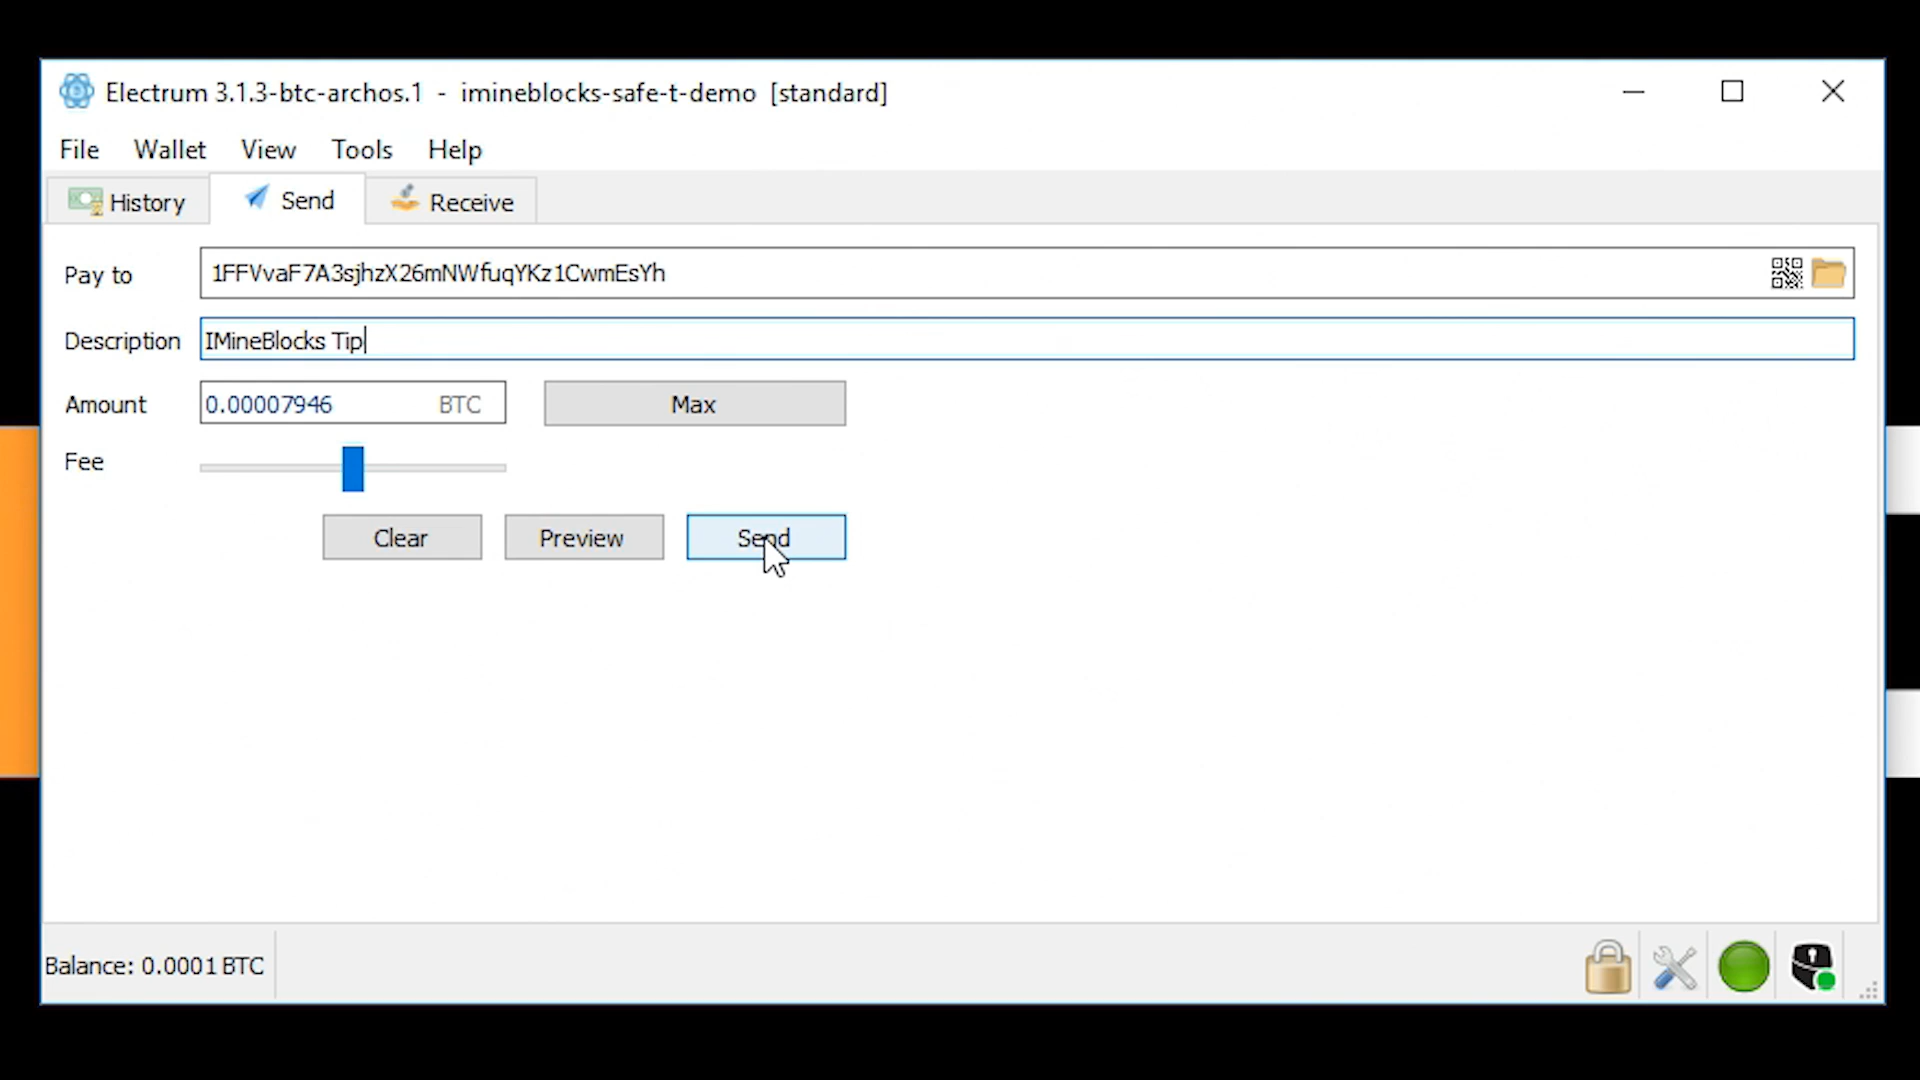 Electrum 3.1.3-btc-archos.1 - imineblocks-safe-t-demo [standard]
File Wallet View Tools Help
History Send Receive
Pay to 1FFVvaF7A3sjhzX26mNWfuqYKz1CwmEsYh
Description IMineBlocks Tip
Amount 0.00007946 BTC Max
Fee
Clear Preview Send
Balance: 0.0001 BTC